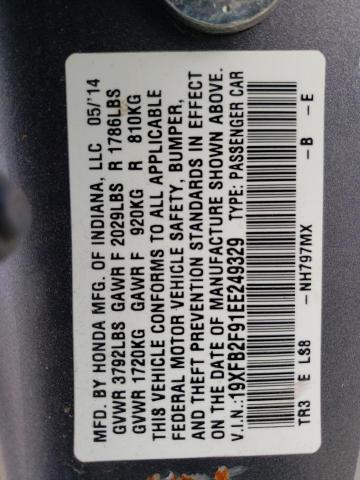 MFD. BY HONDA MFG. OF INDIANA, LLC 05/'14
GVWR 3792LBS GAWR F 2029LBS R 1786LBS
GVWR 1720KG GAWR F 920KG R 810KG
THIS VEHICLE CONFORMS TO ALL APPLICABLE
FEDERAL MOTOR VEHICLE SAFETY, BUMPER,
AND THEFT PREVENTION STANDARDS IN EFFECT
ON THE DATE OF MANUFACTURE SHOWN ABOVE.
V.I.N.:19XFB2F91EE249329 TYPE: PASSENGER CAR
TR3 E LS8 -NH797MX -B -E